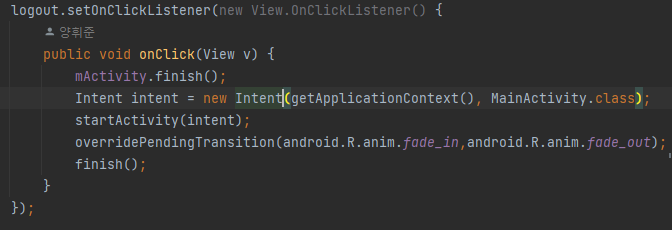 logout.setOnClickListener(new View.OnClickListener() {
양휘준
public void onClick(View v) {
mActivity.finish();
Intent intent = new Intent(getApplicationContext(), MainActivity.class);
startActivity(intent);
overridePendingTransition(android.R.anim.fade_in,android.R.anim.fade_out);
finish();
}
});